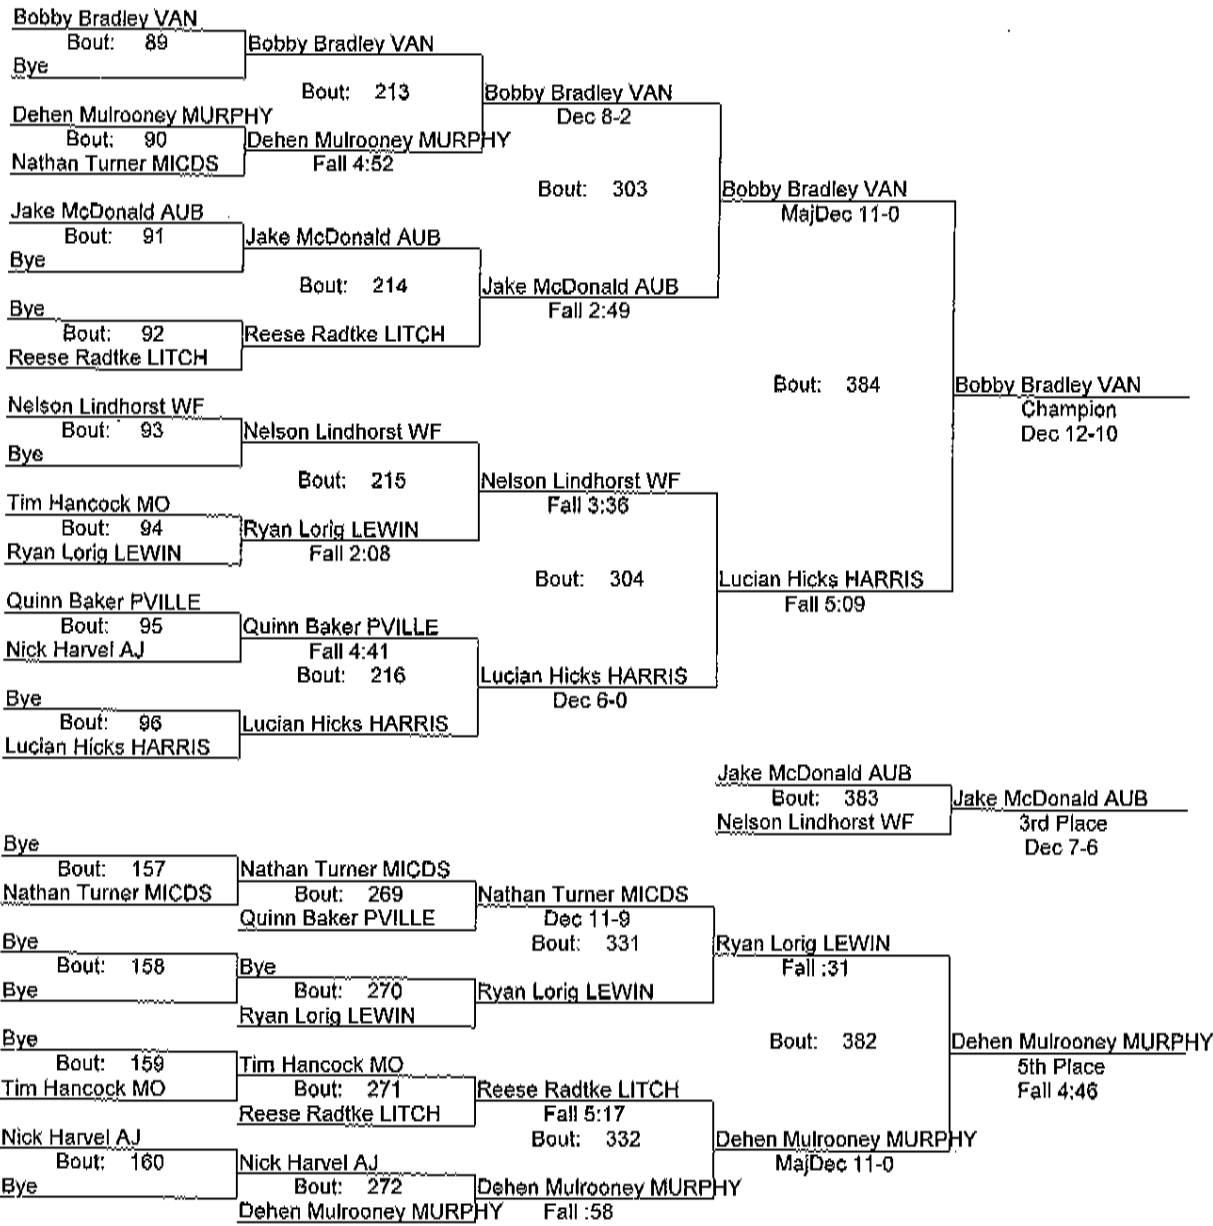 Bobby Bradley VAN
Bout: 89
Bobby Bradley VAN
Bye
Bout: 213
Bobby Bradley VAN
Dec 8-2
Dehen Mulrooney MURPHY
Bout: 90
Dehen Mulrooney MURPHY
Nathan Turner MICDS
Fall 4:52
Bout: 303
Bobby Bradley VAN
MajDec 11-0
Jake McDonald AUB
Bout: 91
Jake McDonald AUB
Bye
Bout: 214
Jake McDonald AUB
Fall 2:49
Bye
Bout: 92
Reese Radtke LITCH
Reese Radtke LITCH
Bout: 384
Bobby Bradley VAN
Champion
Dec 12-10
Nelson Lindhorst WF
Bout: 93
Nelson Lindhorst WF
Bye
Bout: 215
Nelson Lindhorst WF
Fall 3:36
Tim Hancock MO
Bout: 94
Ryan Lorig LEWIN
Ryan Lorig LEWIN
Fall 2:08
Bout: 304
Lucian Hicks HARRIS
Fall 5:09
Quinn Baker PVILLE
Bout: 95
Quinn Baker PVILLE
Nick Harvel AJ
Fall 4:41
Bout: 216
Lucian Hicks HARRIS
Dec 6-0
Bye
Bout: 96
Lucian Hicks HARRIS
Lucian Hicks HARRIS
Jake McDonald AUB
Bout: 383
Jake McDonald AUB
Nelson Lindhorst WF
3rd Place
Dec 7-6
Bye
Bout: 157
Nathan Turner MICDS
Nathan Turner MICDS
Bout: 269
Nathan Turner MICDS
Quinn Baker PVILLE
Dec 11-9
Bout: 331
Ryan Lorig LEWIN
Fall :31
Bye
Bout: 158
Bye
Bye
Bout: 270
Ryan Lorig LEWIN
Ryan Lorig LEWIN
Bout: 382
Dehen Mulrooney MURPHY
5th Place
Fall 4:46
Bye
Bout: 159
Tim Hancock MO
Tim Hancock MO
Bout: 271
Reese Radtke LITCH
Reese Radtke LITCH
Fall 5:17
Bout: 332
Dehen Mulrooney MURPHY
MajDec 11-0
Nick Harvel AJ
Bout: 160
Nick Harvel AJ
Bye
Bout: 272
Dehen Mulrooney MURPHY
Dehen Mulrooney MURPHY
Fall :58